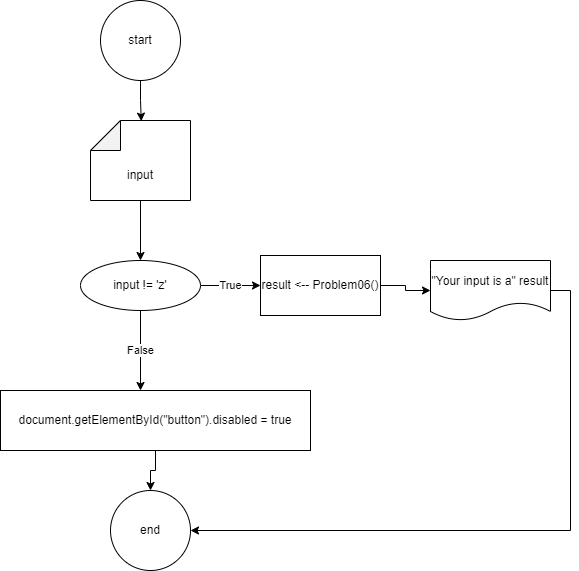 start
input
input != 'z'
True
result <-- Problem06()
"Your input is a" result
False
document.getElementById("button").disabled = true
end